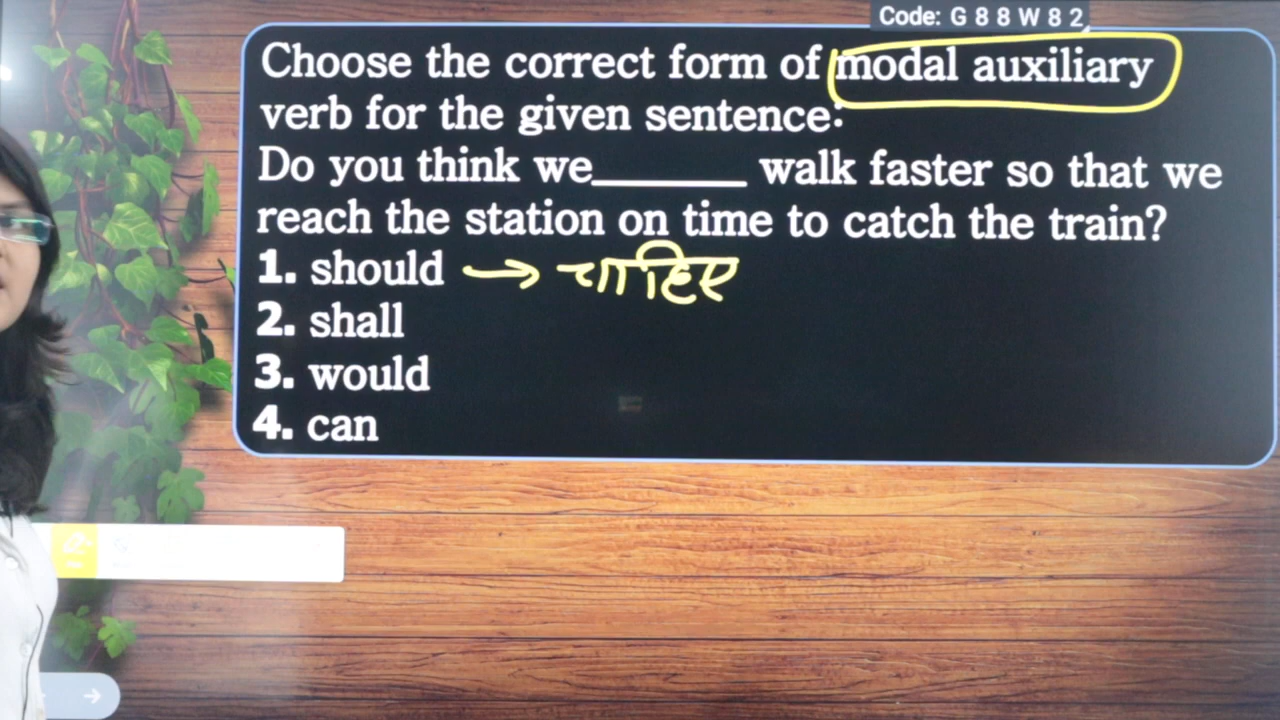 Code: G 8 8 W 8 2
Choose the correct form of modal auxiliary
verb for the given sentence:
Do you think we_______ walk faster so that we
reach the station on time to catch the train?
1. should → चाहिए
2. shall
3. would
4. can